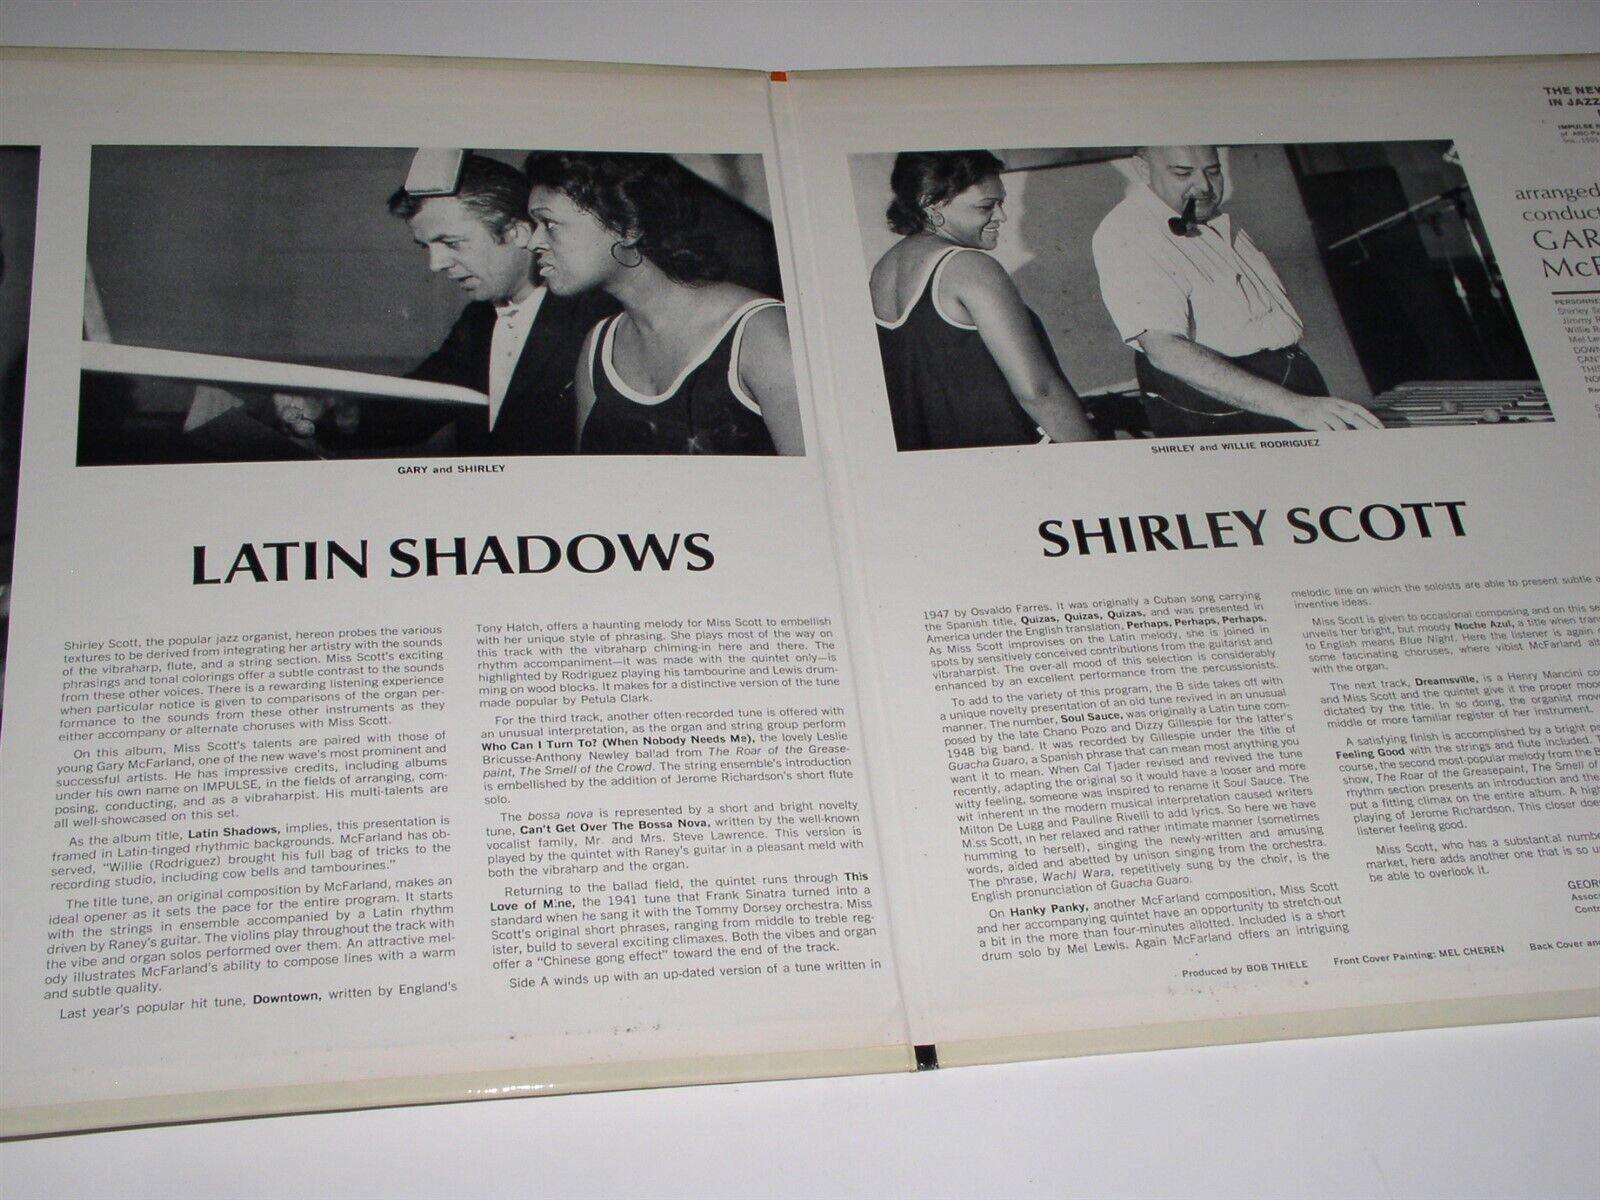 GARY and SHIRLEY
LATIN SHADOWS
Shirley Scott, the popular jazz organist, hereon probes the various
textures to be derived from integrating her artistry with the sounds
of the vibraharp, flute, and a string section. Miss Scott's exciting
phrasings and tonal colorings offer a subtle contrast to the sounds
from these other voices. There is a rewarding listening experience
when particular notice is given to comparisons of the organ per-
formance to the sounds from these other instruments as they
either accompany or alternate choruses with Miss Scott.
On this album, Miss Scott's talents are paired with those of
young Gary McFarland, one of the new wave's most prominent and
successful artists. He has impressive credits, including albums
under his own name on IMPULSE, in the fields of arranging, com-
posing, conducting, and as a vibraharpist. His multi-talents are
all well-showcased on this set.
As the album title, Latin Shadows, implies, this presentation is
framed in Latin-tinged rhythmic backgrounds. McFarland has ob-
served, "Willie (Rodriguez) brought his full bag of tricks to the
recording studio, including cow bells and tambourines."
The title tune, an original composition by McFarland, makes an
ideal opener as it sets the pace for the entire program. It starts
with the strings in ensemble accompanied by a Latin rhythm
driven by Raney's guitar. The violins play throughout the track with
the vibe and organ solos performed over them. An attractive mel-
ody illustrates McFarland's ability to compose lines with a warm
and subtle quality.
Last year's popular hit tune, Downtown, written by England's
Tony Hatch, offers a haunting melody for Miss Scott to embellish
with her unique style of phrasing. She plays most of the way on
this track with the vibraharp chiming-in here and there. The
rhythm accompaniment—it was made with the quintet only—is
highlighted by Rodriguez playing his tambourine and Lewis drum-
ming on wood blocks. It makes for a distinctive version of the tune
made popular by Petula Clark.
For the third track, another often-recorded tune is offered with
an unusual interpretation, as the organ and string group perform
Who Can I Turn To? (When Nobody Needs Me), the lovely Leslie
Bricusse-Anthony Newley ballad from The Roar of the Grease-
paint, The Smell of the Crowd. The string ensemble's introduction
is embellished by the addition of Jerome Richardson's short flute
solo.
The bossa nova is represented by a short and bright novelty
tune, Can't Get Over The Bossa Nova, written by the well-known
vocalist family, Mr. and Mrs. Steve Lawrence. This version is
played by the quintet with Raney's guitar in a pleasant meld with
both the vibraharp and the organ.
Returning to the ballad field, the quintet runs through This
Love of Mine, the 1941 tune that Frank Sinatra turned into a
standard when he sang it with the Tommy Dorsey orchestra. Miss
Scott's original short phrases, ranging from middle to treble reg-
ister, build to several exciting climaxes. Both the vibes and organ
offer a "Chinese gong effect" toward the end of the track.
Side A winds up with an up-dated version of a tune written in
SHIRLEY and WILLIE RODRIGUEZ
SHIRLEY SCOTT
1947 by Osvaldo Farres. It was originally a Cuban song carrying
the Spanish title, Quizas, Quizas, Quizas, and was presented in
America under the English translation, Perhaps, Perhaps, Perhaps.
As Miss Scott improvises on the Latin melody, she is joined in
spots by sensitively conceived contributions from the guitarist and
vibraharpist. The over-all mood of this selection is considerably
enhanced by an excellent performance from the percussionists.
To add to the variety of this program, the B side takes off with
a unique novelty presentation of an old tune revived in an unusual
manner. The number, Soul Sauce, was originally a Latin tune com-
posed by the late Chano Pozo and Dizzy Gillespie for the latter's
1948 big band. It was recorded by Gillespie under the title of
Guacha Guaro, a Spanish phrase that can mean most anything you
want it to mean. When Cal Tjader revised and revived the tune
recently, adapting the original so it would have a looser and more
witty feeling, someone was inspired to rename it Soul Sauce. The
wit inherent in the modern musical interpretation caused writers
Milton De Lugg and Pauline Rivelli to add lyrics. So here we have
Miss Scott, in her relaxed and rather intimate manner (sometimes
humming to herself), singing the newly-written and amusing
words, aided and abetted by unison singing from the orchestra.
The phrase, Wachi Wara, repetitively sung by the choir, is the
English pronunciation of Guacha Guaro.
On Hanky Panky, another McFarland composition, Miss Scott
and her accompanying quintet have an opportunity to stretch-out
a bit in the more than four-minutes allotted. Included is a short
drum solo by Mel Lewis. Again McFarland offers an intriguing
melodic line on which the soloists are able to present subtle a
inventive ideas.
Miss Scott is given to occasional composing and on this se
unveils her bright, but moody Noche Azul, a title when tran
to English means Blue Night. Here the listener is again
some fascinating choruses, where vibist McFarland alt
with the organ.
The next track, Dreamsville, is a Henry Mancini co
and Miss Scott and the quintet give it the proper moo
dictated by the title. In so doing, the organist move
middle or more familiar register of her instrument.
A satisfying finish is accomplished by a bright pa
Feeling Good with the strings and flute included. T
course, the second most-popular melody from the B
show, The Roar of the Greasepaint, The Smell of
rhythm section presents an introduction and the
put a fitting climax on the entire album. A high
playing of Jerome Richardson. This closer does
listener feeling good.
Miss Scott, who has a substantial numbe
market, here adds another one that is so u
be able to overlook it.
GEOR
Assoc
Cont
Produced by BOB THIELE
Front Cover Painting: MEL CHEREN
Back Cover and
THE NEW
IN JAZZ
IMPULSE
of ABC-Pa
arranged
conduct
GAR
McF
PERSONNE
Shirley Sc
Jimmy R
Willie R
Mel Le
DOWN
CAN'
THIS
NO
Re